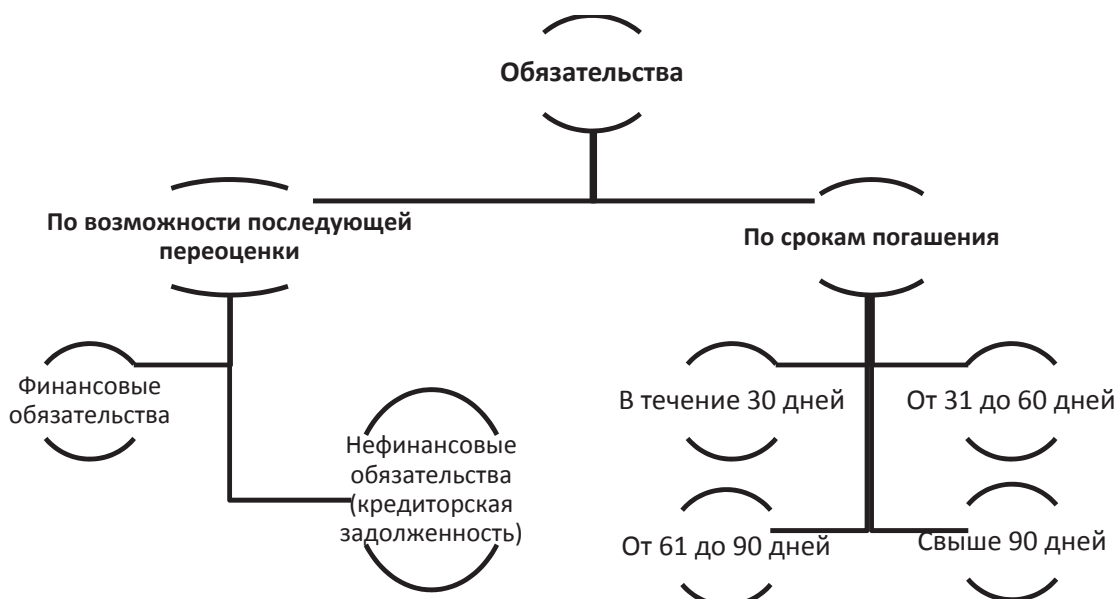 Обязательства
По возможности последующей
переоценки
По срокам погашения
Финансовые
обязательства
Нефинансовые
обязательства
(кредиторская
задолженность)
В течение 30 дней
От 31 до 60 дней
От 61 до 90 дней
Свыше 90 дней